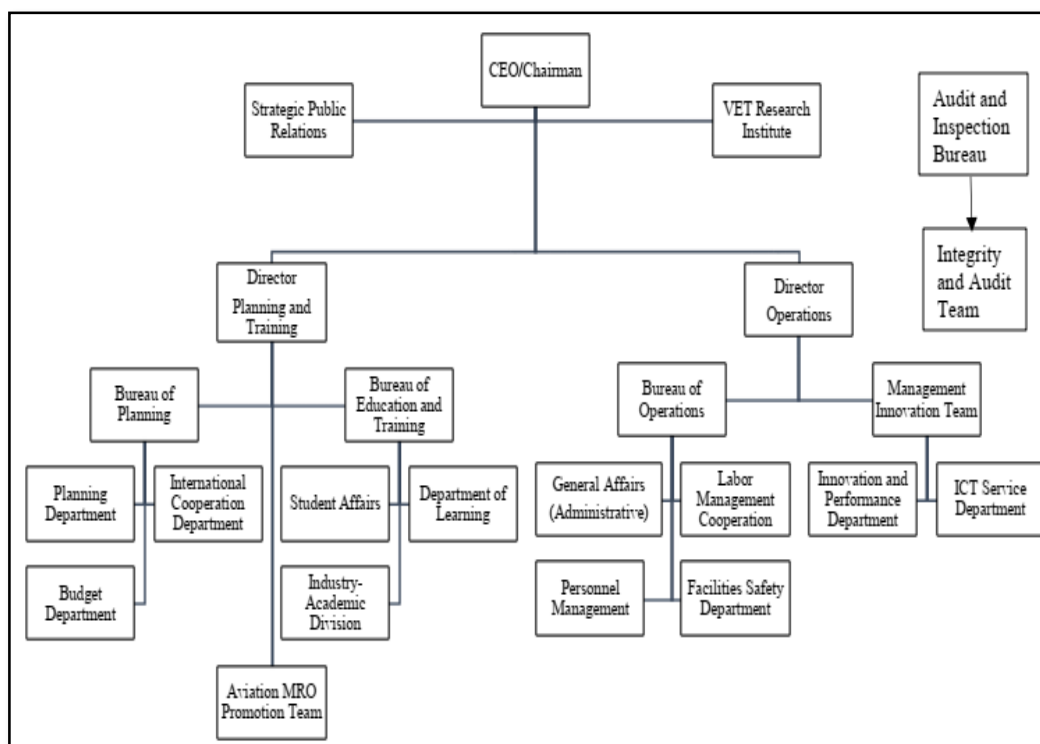 CEO/Chairman
Strategic Public
Relations
VET Research
Institute
Audit and
Inspection
Bureau
Integrity
and Audit
Team
Director
Planning and
Training
Director
Operations
Bureau of
Planning
Bureau of
Education and
Training
Bureau of
Operations
Management
Innovation Team
Planning
Department
International
Cooperation
Department
Student Affairs
Department of
Learning
General Affairs
(Administrative)
Labor
Management
Cooperation
Innovation and
Performance
Department
ICT Service
Department
Budget
Department
Industry-
Academic
Division
Personnel
Management
Facilities Safety
Department
Aviation MRO
Promotion Team